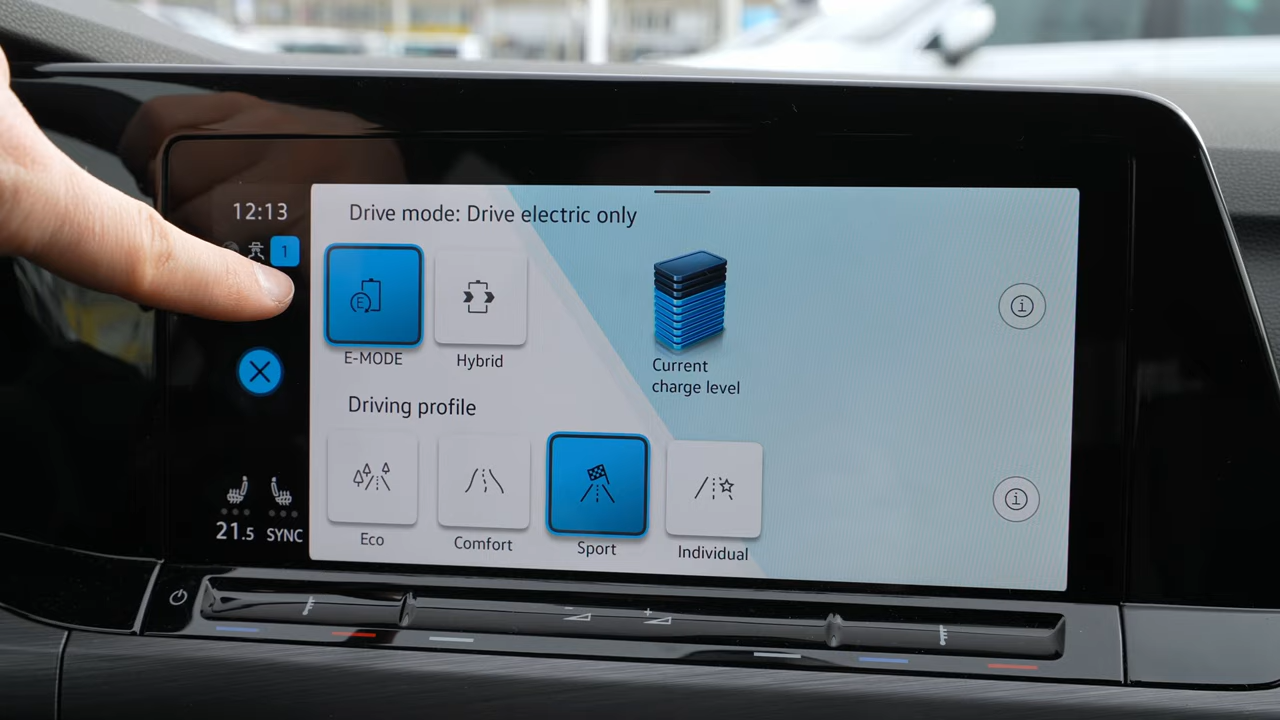 12:13
1
Drive mode: Drive electric only
E
E-MODE
Hybrid
Current
charge level
i
Driving profile
Eco
Comfort
Sport
Individual
i
21.5 SYNC